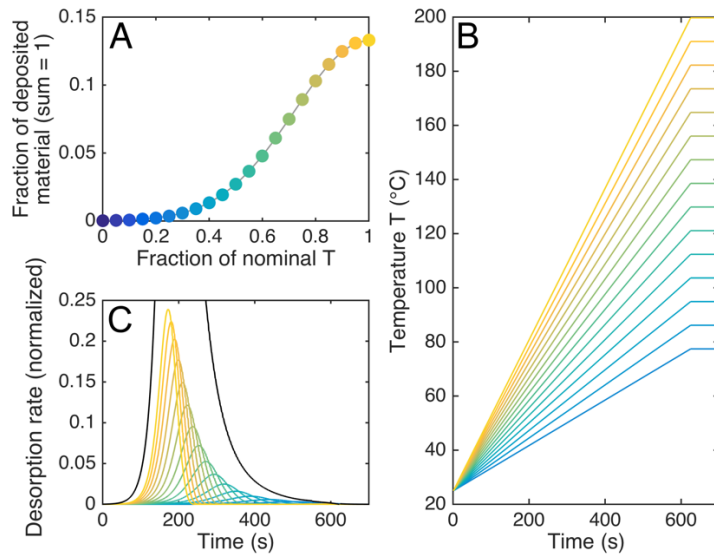 A
Fraction of deposited
material (sum = 1)
0.15
0.1
0.05
0
0 0.2 0.4 0.6 0.8 1
Fraction of nominal T
B
Temperature T (°C)
200
180
160
140
120
100
80
60
40
20
0 200 400 600
Time (s)
C
Desorption rate (normalized)
0.25
0.2
0.15
0.1
0.05
0
0 200 400 600
Time (s)